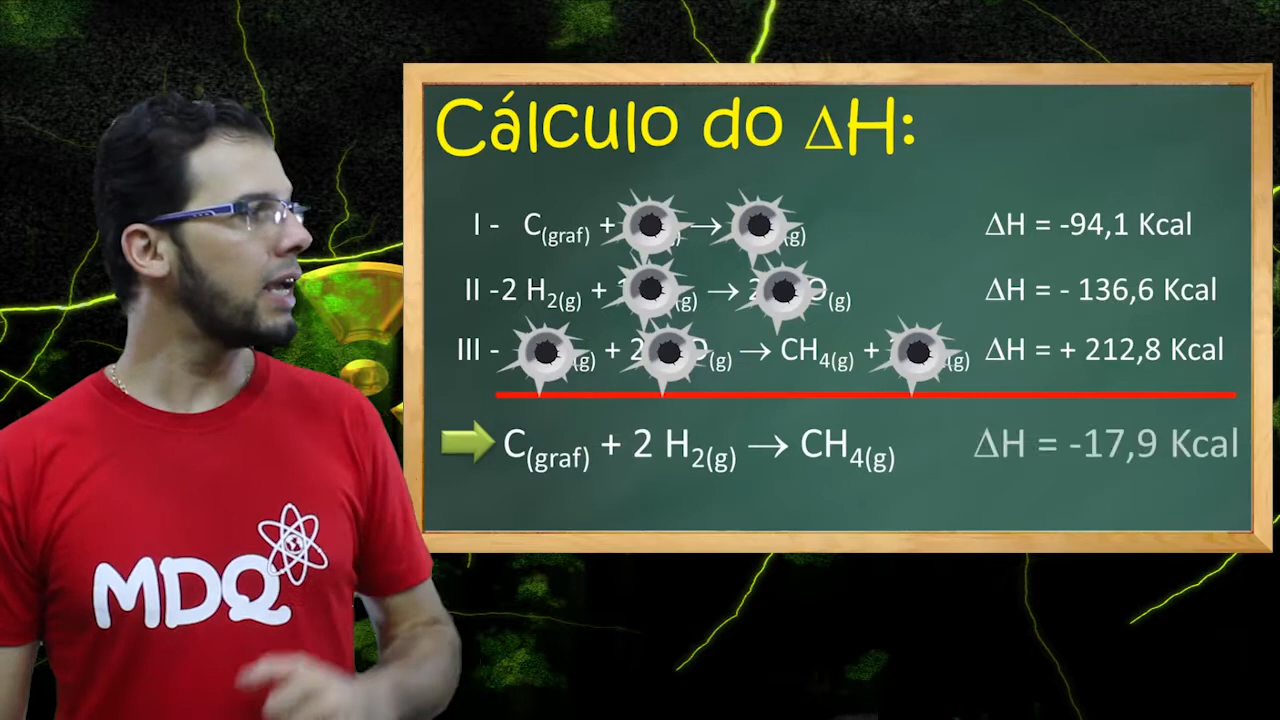 Cálculo do ΔH:
I - C(graf) + → (g) ΔH = -94,1 Kcal
II -2 H2(g) + (g) → 2 O(g) ΔH = - 136,6 Kcal
III - (g) + 2 (g) → CH4(g) + (g) ΔH = + 212,8 Kcal
C(graf) + 2 H2(g) → CH4(g) ΔH = -17,9 Kcal
MDQ